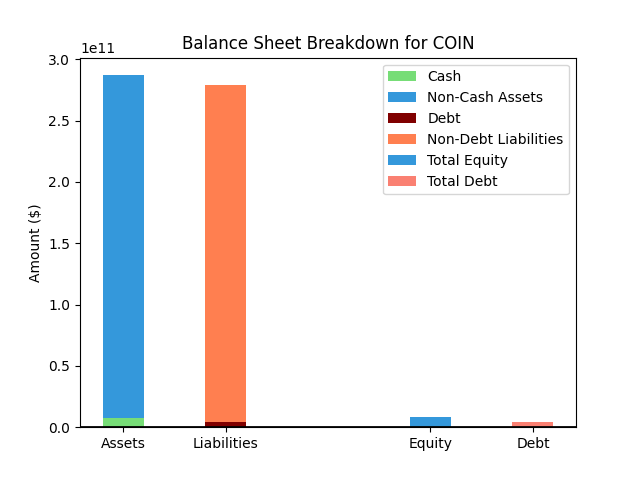 Balance Sheet Breakdown for COIN
1e11
3.0
2.5
2.0
1.5
1.0
0.5
0.0
Amount ($)
Cash
Non-Cash Assets
Debt
Non-Debt Liabilities
Total Equity
Total Debt
Assets
Liabilities
Equity
Debt